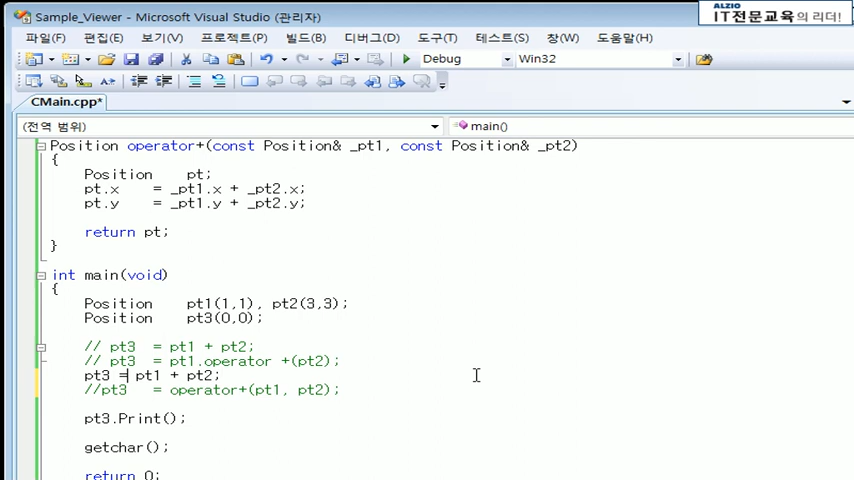 Sample_Viewer - Microsoft Visual Studio (관리자)
ALZIO
IT전문교육의 리더!
파일(F) 편집(E) 보기(V) 프로젝트(P) 빌드(B) 디버그(D) 도구(T) 테스트(S) 창(W) 도움말(H)
Debug Win32
CMain.cpp*
(전역 범위) main()
Position operator+(const Position& _pt1, const Position& _pt2)
{
Position pt;
pt.x = _pt1.x + _pt2.x;
pt.y = _pt1.y + _pt2.y;
return pt;
}
int main(void)
{
Position pt1(1,1), pt2(3,3);
Position pt3(0,0);
// pt3 = pt1 + pt2;
// pt3 = pt1.operator +(pt2);
pt3 = pt1 + pt2;
//pt3 = operator+(pt1, pt2);
pt3.Print();
getchar();
return 0;